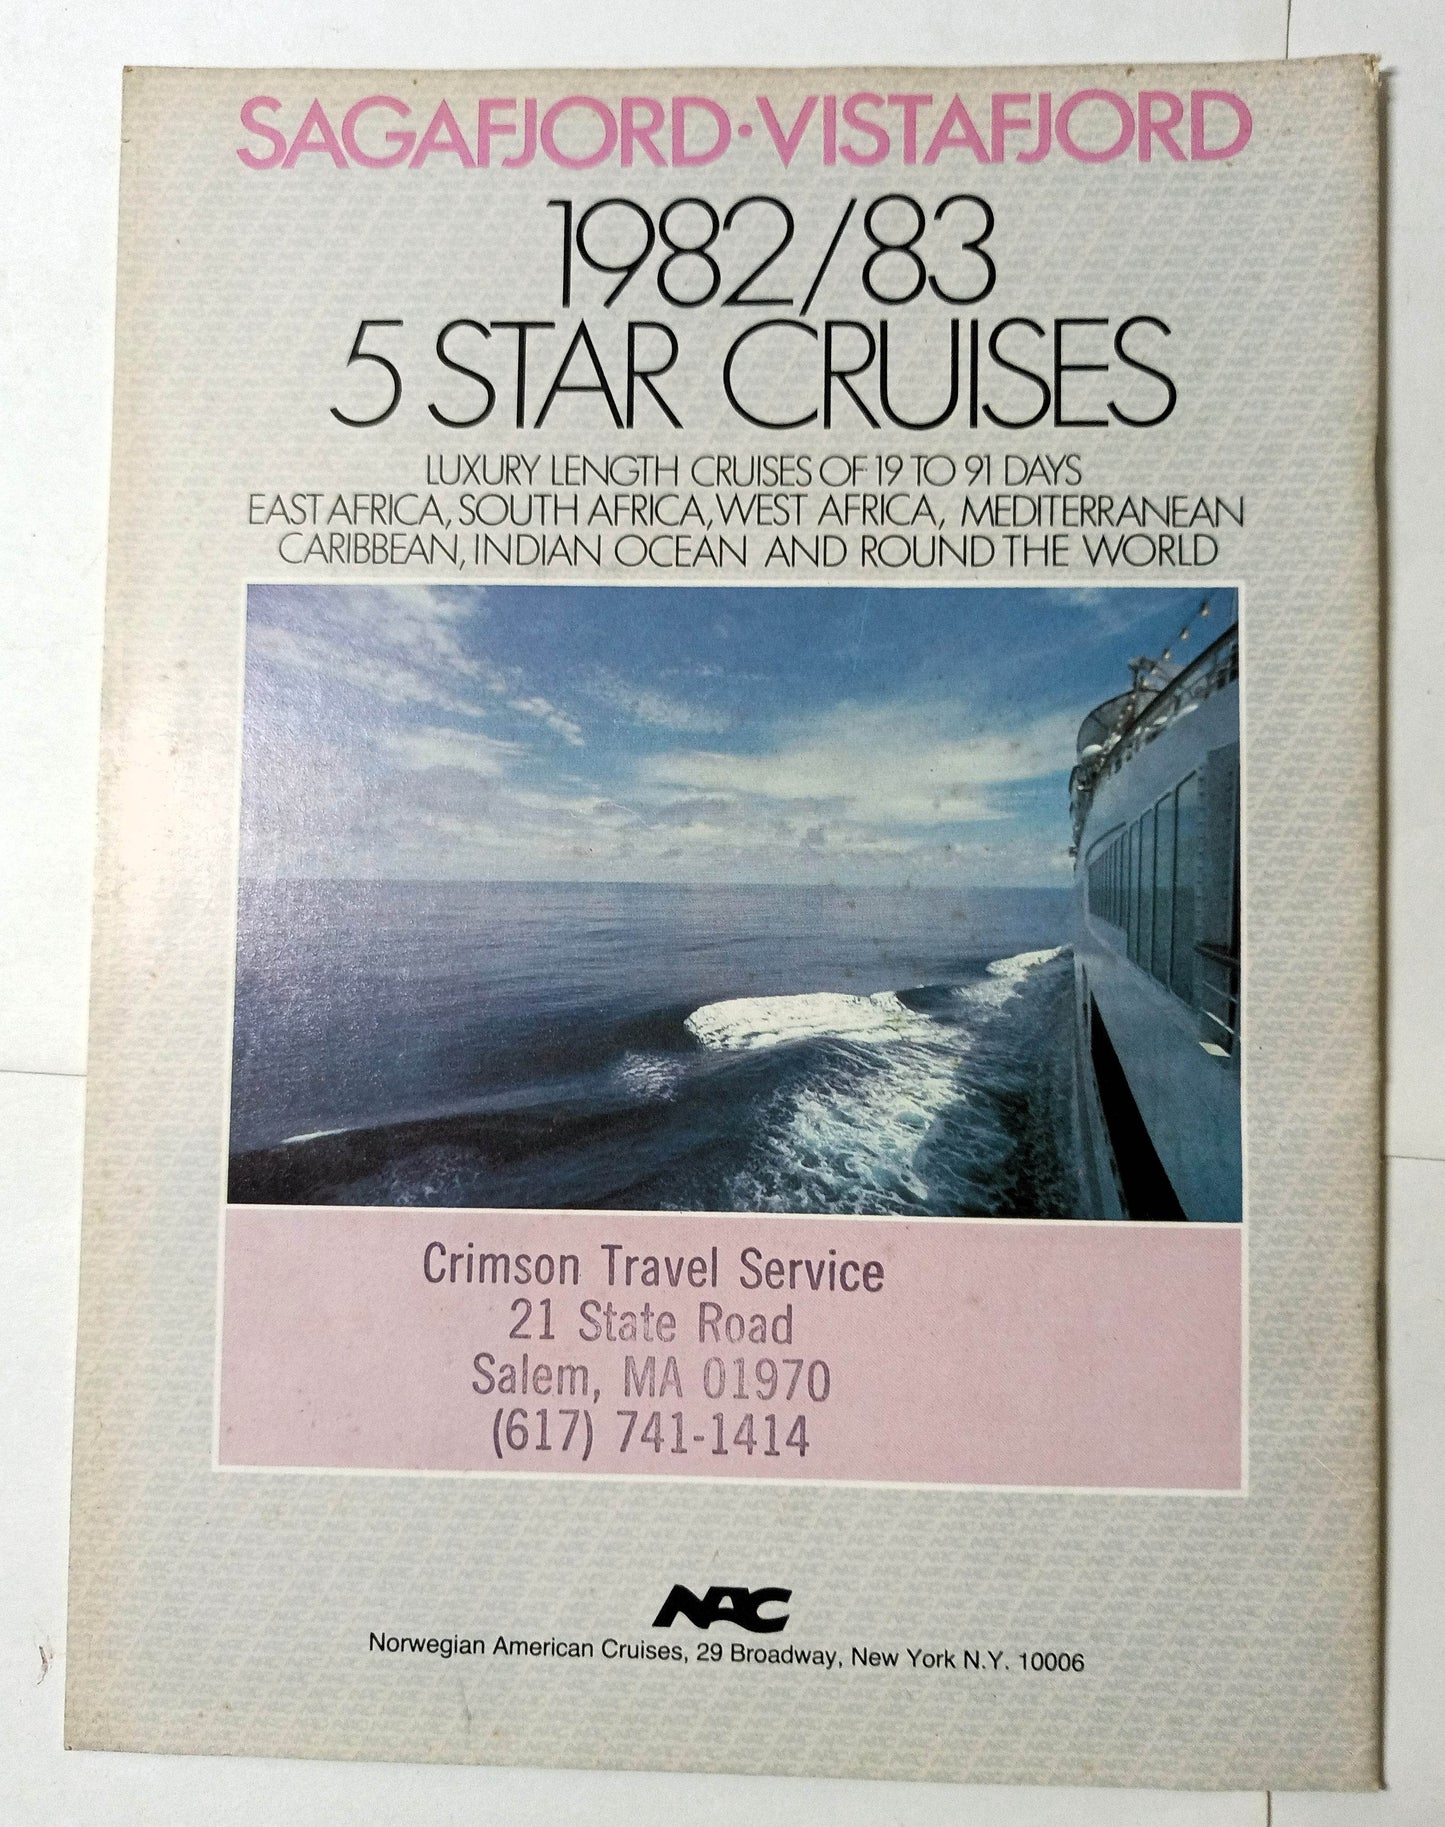 SAGAFJORD·VISTAFJORD
1982/83
5 STAR CRUISES
LUXURY LENGTH CRUISES OF 19 TO 91 DAYS
EAST AFRICA, SOUTH AFRICA, WEST AFRICA, MEDITERRANEAN
CARIBBEAN, INDIAN OCEAN AND ROUND THE WORLD
Crimson Travel Service
21 State Road
Salem, MA 01970
(617) 741-1414
NAC
Norwegian American Cruises, 29 Broadway, New York N.Y. 10006